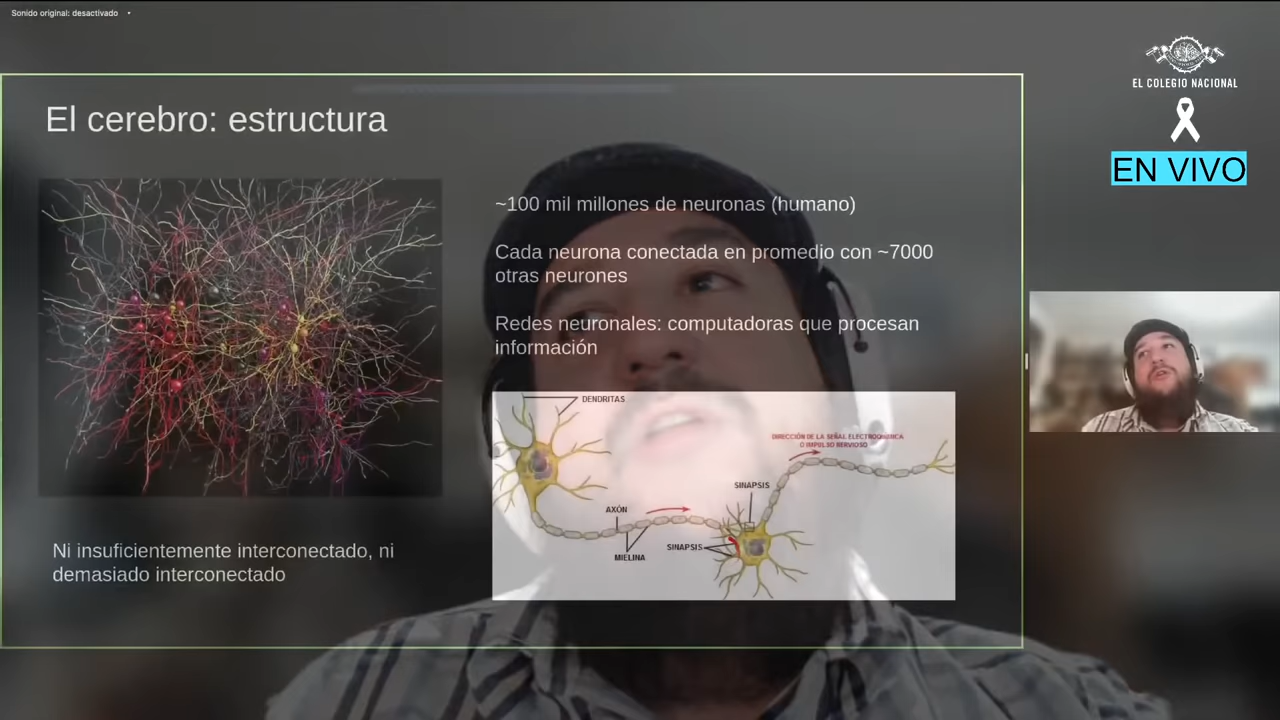 Sonido original: desactivado
EL COLEGIO NACIONAL
EN VIVO
El cerebro: estructura
~100 mil millones de neuronas (humano)
Cada neurona conectada en promedio con ~7000
otras neurones
Redes neuronales: computadoras que procesan
información
DENDRITAS
DIRECCIÓN DE LA SEÑAL ELECTROQUÍMICA
O IMPULSO NERVIOSO
SINAPSIS
AXÓN
SINAPSIS
MIELINA
Ni insuficientemente interconectado, ni
demasiado interconectado